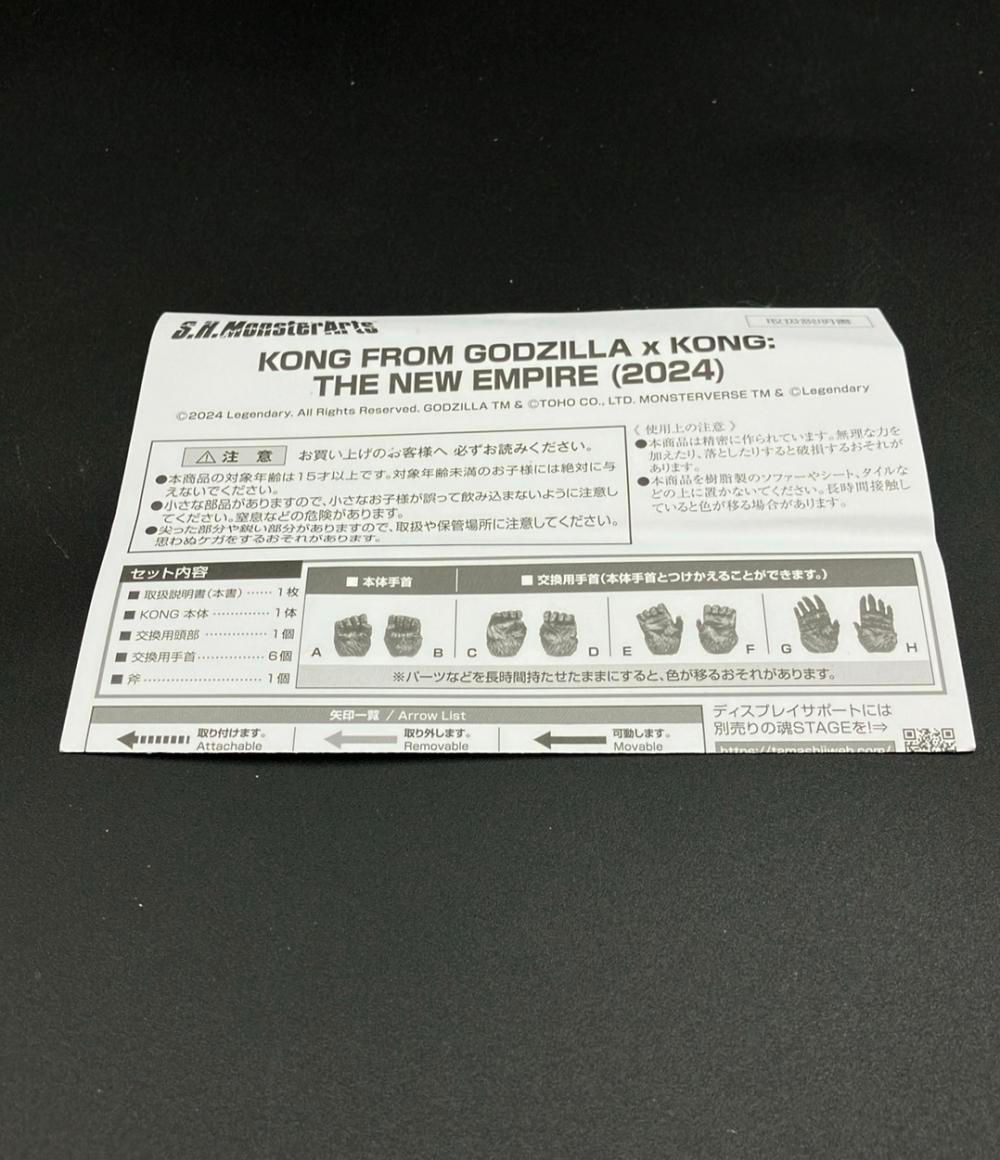 S.H.MonsterArts
取扱説明書
KONG FROM GODZILLA x KONG:
THE NEW EMPIRE (2024)
©2024 Legendary. All Rights Reserved. GODZILLA TM & ©TOHO CO., LTD. MONSTERVERSE TM & ©Legendary
⚠ 注 意 お買い上げのお客様へ 必ずお読みください。
●本商品の対象年齢は15才以上です。対象年齢未満のお子様には絶対に与
えないでください。
●小さな部品がありますので、小さなお子様が誤って飲み込まないように注意し
てください。窒息などの危険があります。
●尖った部分や鋭い部分がありますので、取扱や保管場所に注意してください。
思わぬケガをするおそれがあります。
《 使用上の注意 》
●本商品は精密に作られています。無理な力を
加えたり、落としたりすると破損するおそれが
あります。
●本商品を樹脂製のソファーやシート、タイルな
どの上に置かないでください。長時間接触し
ていると色が移る場合があります。
セット内容
■ 取扱説明書(本書)…… 1枚
■ KONG 本体 …………… 1体
■ 交換用頭部 …………… 1個
■ 交換用手首…………… 6個
■ 斧…………………… 1個
■ 本体手首
■ 交換用手首(本体手首とつけかえることができます。)
A B C D E F G H
※パーツなどを長時間持たせたままにすると、色が移るおそれがあります。
矢印一覧 / Arrow List
取り付けます。
Attachable
取り外します。
Removable
可動します。
Movable
ディスプレイサポートには
別売りの魂STAGEを!⇒
https://tamashiiweb.com/